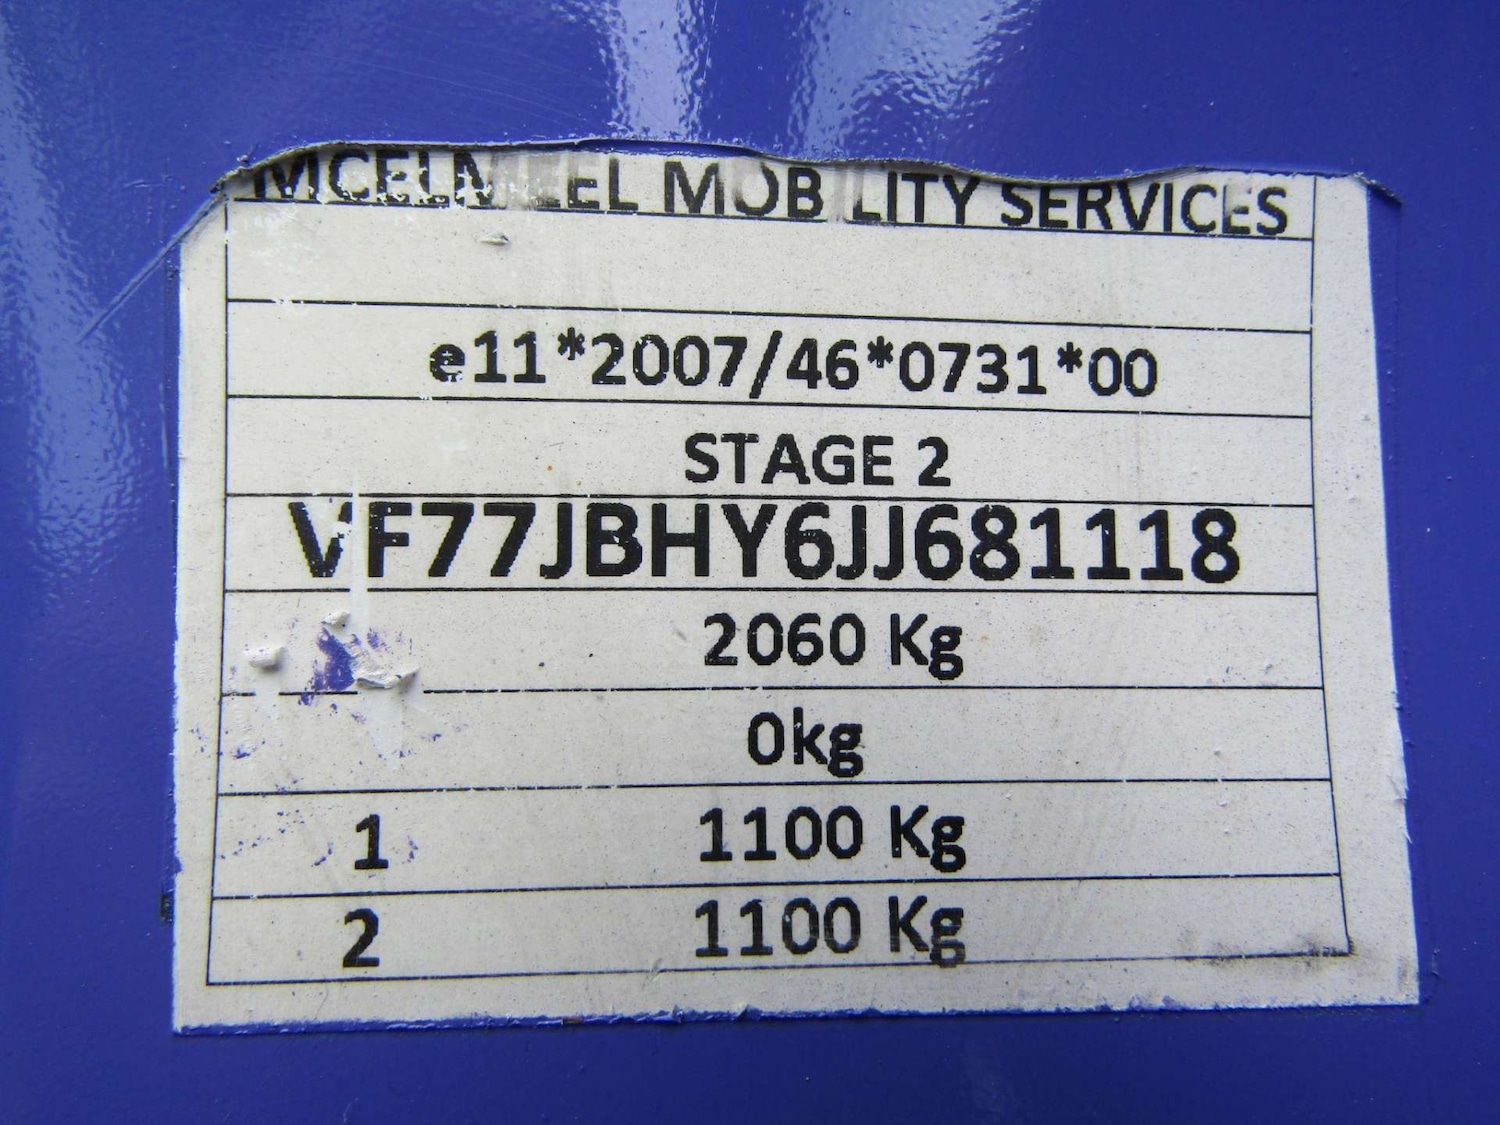 MCELMEEL MOBILITY SERVICES
e11*2007/46*0731*00
STAGE 2
VF77JBHY6JJ681118
2060 Kg
0kg
1 1100 Kg
2 1100 Kg